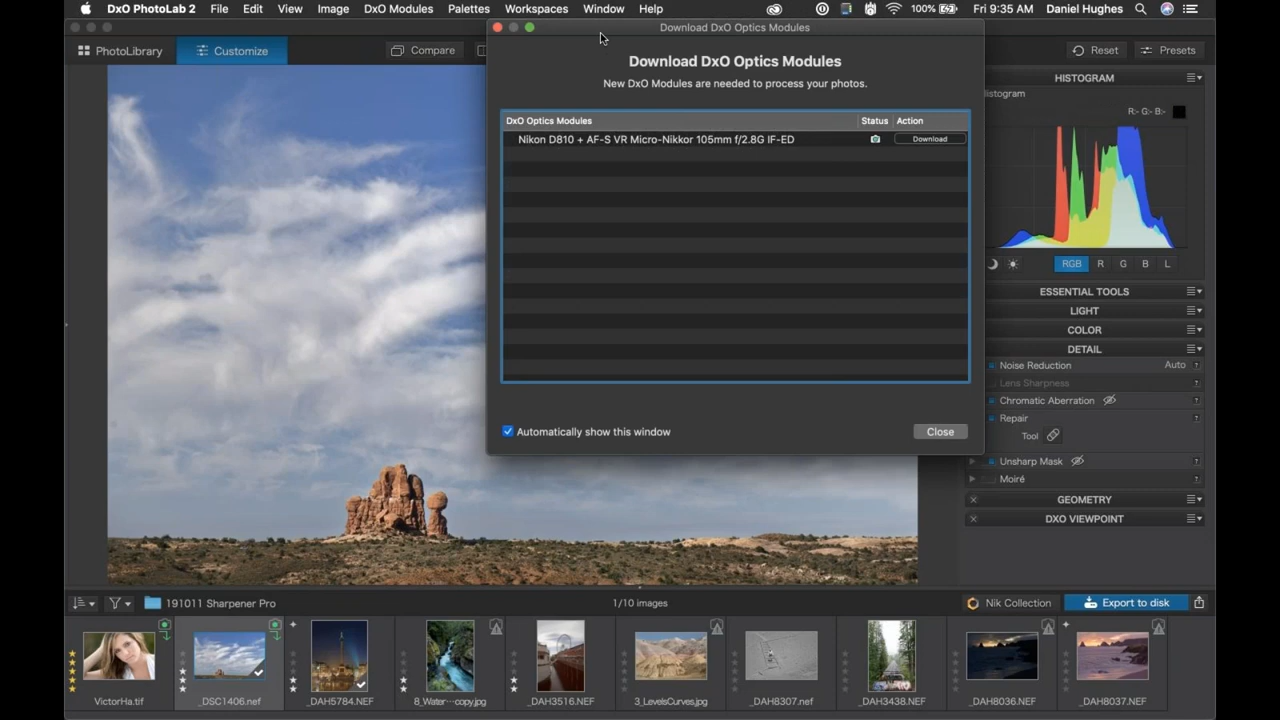 DxO PhotoLab 2 File Edit View Image DxO Modules Palettes Workspaces Window Help 100% Fri 9:35 AM Daniel Hughes
Download DxO Optics Modules
PhotoLibrary Customize Compare Reset Presets
Download DxO Optics Modules
New DxO Modules are needed to process your photos.
DxO Optics Modules Status Action
Nikon D810 + AF-S VR Micro-Nikkor 105mm f/2.8G IF-ED Download
Automatically show this window Close
HISTOGRAM
istogram
R:- G:- B:-
RGB R G B L
ESSENTIAL TOOLS
LIGHT
COLOR
DETAIL
Noise Reduction Auto
Lens Sharpness
Chromatic Aberration
Repair
Tool
Unsharp Mask
Moiré
GEOMETRY
DXO VIEWPOINT
191011 Sharpener Pro 1/10 images Nik Collection Export to disk
VictorHa.tif _DSC1406.nef _DAH5784.NEF 8_Water···copy.jpg _DAH3516.NEF 3_LevelsCurves.jpg _DAH8307.nef _DAH3438.NEF _DAH8036.NEF _DAH8037.NEF